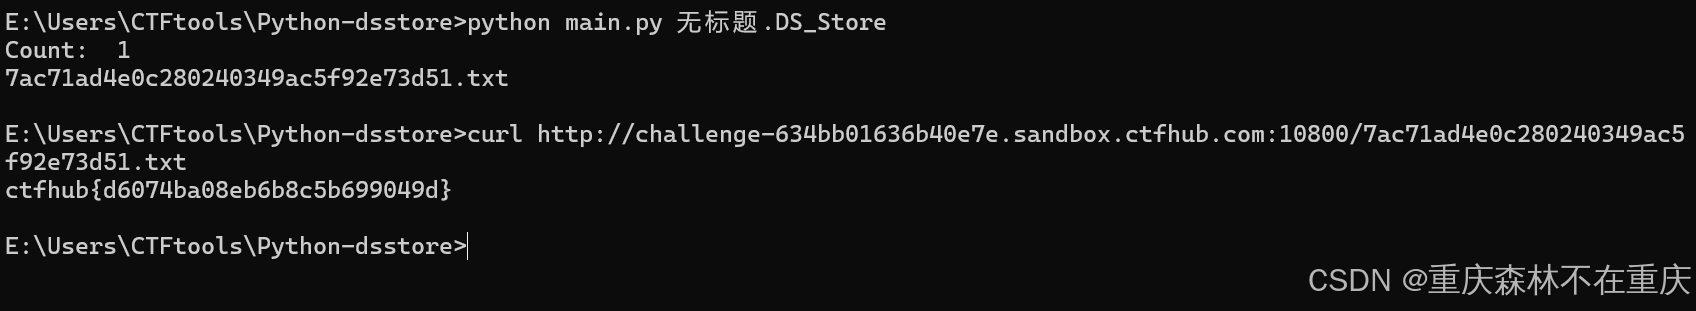 E:\Users\CTFtools\Python-dsstore>python main.py 无标题.DS_Store
Count:  1
7ac71ad4e0c280240349ac5f92e73d51.txt
E:\Users\CTFtools\Python-dsstore>curl http://challenge-634bb01636b40e7e.sandbox.ctfhub.com:10800/7ac71ad4e0c280240349ac5
f92e73d51.txt
ctfhub{d6074ba08eb6b8c5b699049d}
E:\Users\CTFtools\Python-dsstore>
CSDN @重庆森林不在重庆